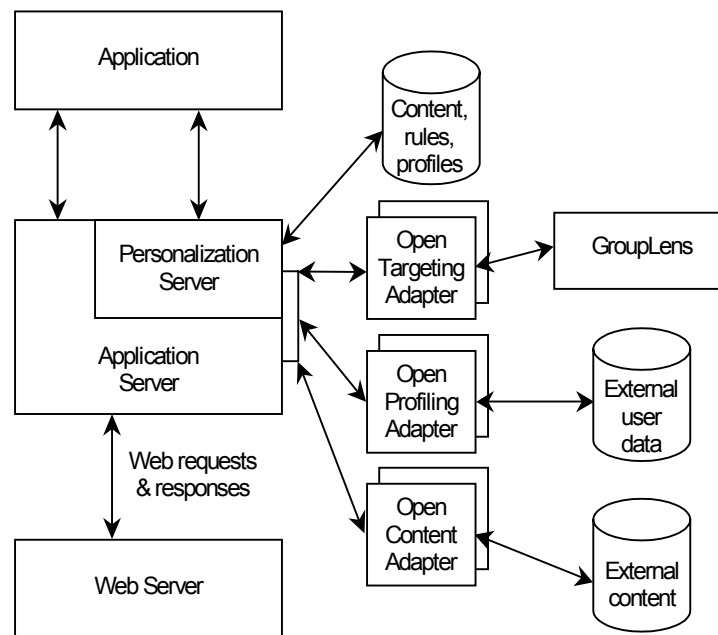 Application
Content,
rules,
profiles
Personalization
Server
Open
Targeting
Adapter
GroupLens
Application
Server
Open
Profiling
Adapter
External
user
data
Web requests
& responses
Open
Content
Adapter
External
content
Web Server